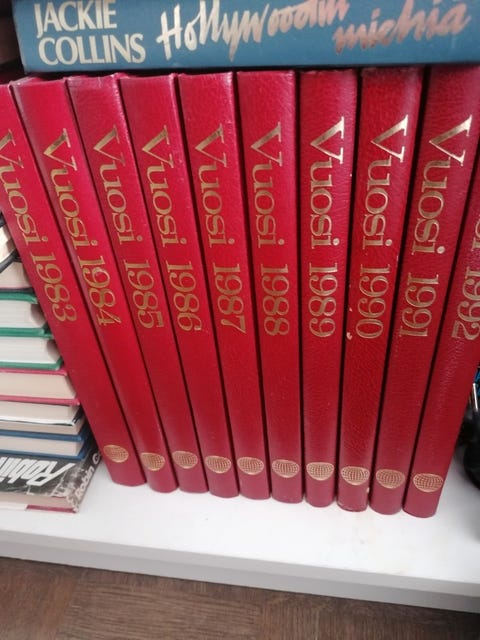 JACKIE
COLLINS
Hollywoodin
miehiä
Vuosi 1983
Vuosi 1984
Vuosi 1985
Vuosi 1986
Vuosi 1987
Vuosi 1988
Vuosi 1989
Vuosi 1990
Vuosi 1991
1992